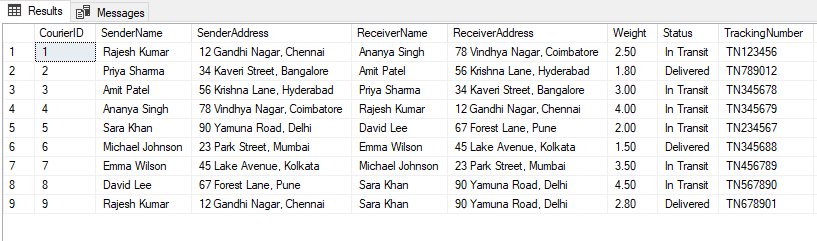 Results Messages
CourierID SenderName SenderAddress ReceiverName ReceiverAddress Weight Status TrackingNumber
1 1 Rajesh Kumar 12 Gandhi Nagar, Chennai Ananya Singh 78 Vindhya Nagar, Coimbatore 2.50 In Transit TN123456
2 2 Priya Sharma 34 Kaveri Street, Bangalore Amit Patel 56 Krishna Lane, Hyderabad 1.80 Delivered TN789012
3 3 Amit Patel 56 Krishna Lane, Hyderabad Priya Sharma 34 Kaveri Street, Bangalore 3.00 In Transit TN345678
4 4 Ananya Singh 78 Vindhya Nagar, Coimbatore Rajesh Kumar 12 Gandhi Nagar, Chennai 4.00 In Transit TN345679
5 5 Sara Khan 90 Yamuna Road, Delhi David Lee 67 Forest Lane, Pune 2.00 In Transit TN234567
6 6 Michael Johnson 23 Park Street, Mumbai Emma Wilson 45 Lake Avenue, Kolkata 1.50 Delivered TN345688
7 7 Emma Wilson 45 Lake Avenue, Kolkata Michael Johnson 23 Park Street, Mumbai 3.50 In Transit TN456789
8 8 David Lee 67 Forest Lane, Pune Sara Khan 90 Yamuna Road, Delhi 4.50 In Transit TN567890
9 9 Rajesh Kumar 12 Gandhi Nagar, Chennai Sara Khan 90 Yamuna Road, Delhi 2.80 Delivered TN678901